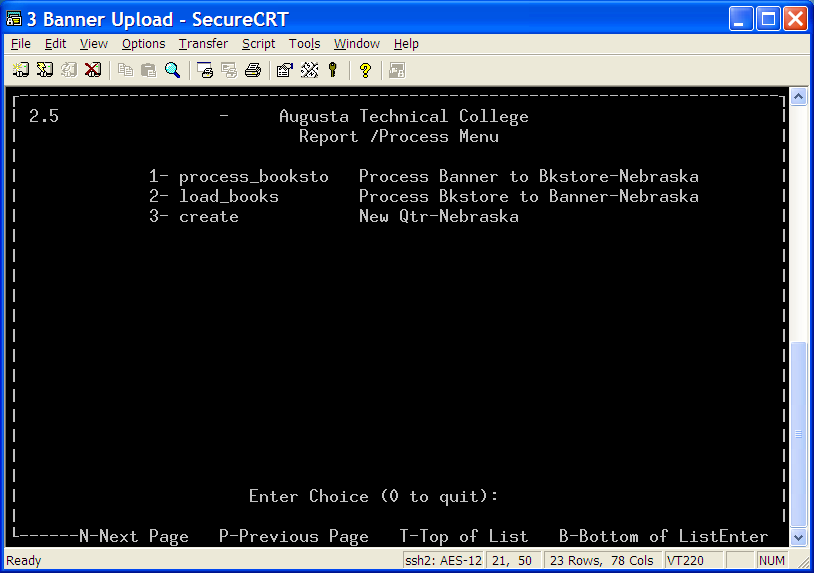 3 Banner Upload - SecureCRT
File Edit View Options Transfer Script Tools Window Help
2.5 - Augusta Technical College
Report /Process Menu
1- process_booksto Process Banner to Bkstore-Nebraska
2- load_books Process Bkstore to Banner-Nebraska
3- create New Qtr-Nebraska
Enter Choice (0 to quit):
------N-Next Page P-Previous Page T-Top of List B-Bottom of ListEnter
Ready ssh2: AES-12 21, 50 23 Rows, 78 Cols VT220 NUM